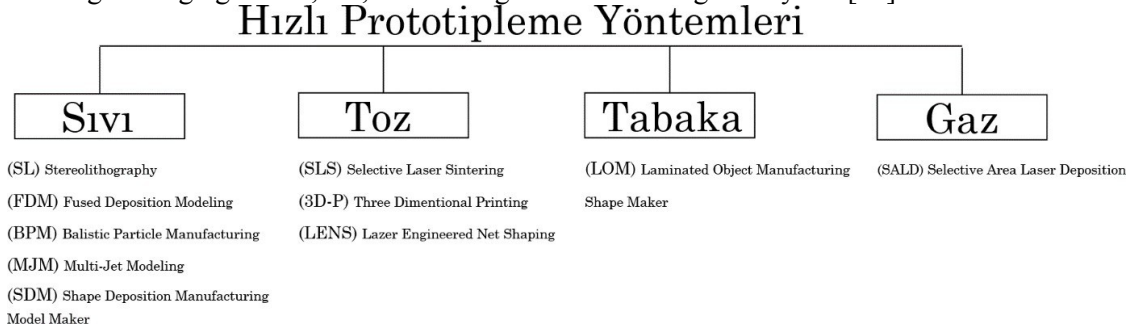 Hızlı Prototipleme Yöntemleri
Sıvı
Toz
Tabaka
Gaz
(SL) Stereolithography
(FDM) Fused Deposition Modeling
(BPM) Balistic Particle Manufacturing
(MJM) Multi-Jet Modeling
(SDM) Shape Deposition Manufacturing
Model Maker
(SLS) Selective Laser Sintering
(3D-P) Three Dimentional Printing
(LENS) Lazer Engineered Net Shaping
(LOM) Laminated Object Manufacturing
Shape Maker
(SALD) Selective Area Laser Deposition